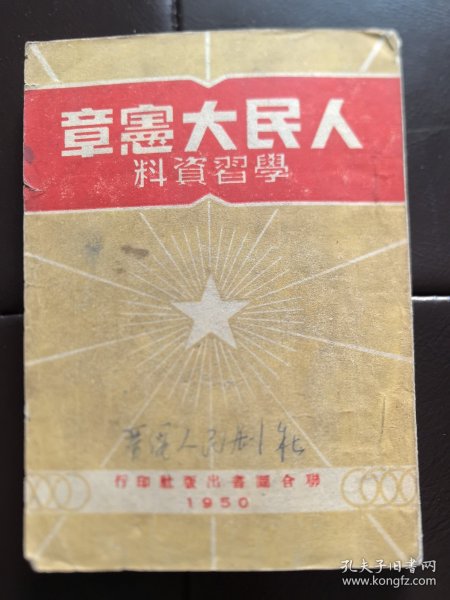 人民大憲章
學習資料
聯合圖書出版社印行
1950
孔夫子旧书网
www.kongfz.com